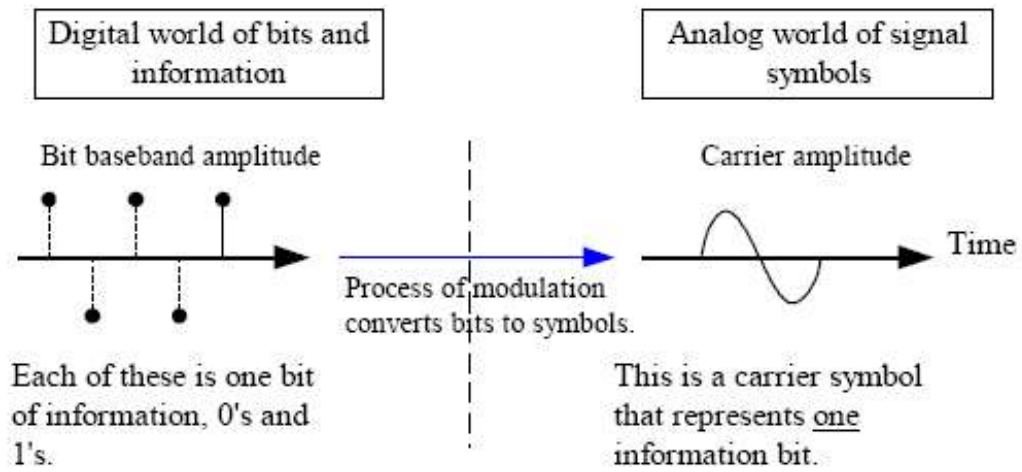 Digital world of bits and
information
Analog world of signal
symbols
Bit baseband amplitude
Carrier amplitude
Time
Process of modulation
converts bits to symbols.
Each of these is one bit
of information, 0's and
1's.
This is a carrier symbol
that represents one
information bit.